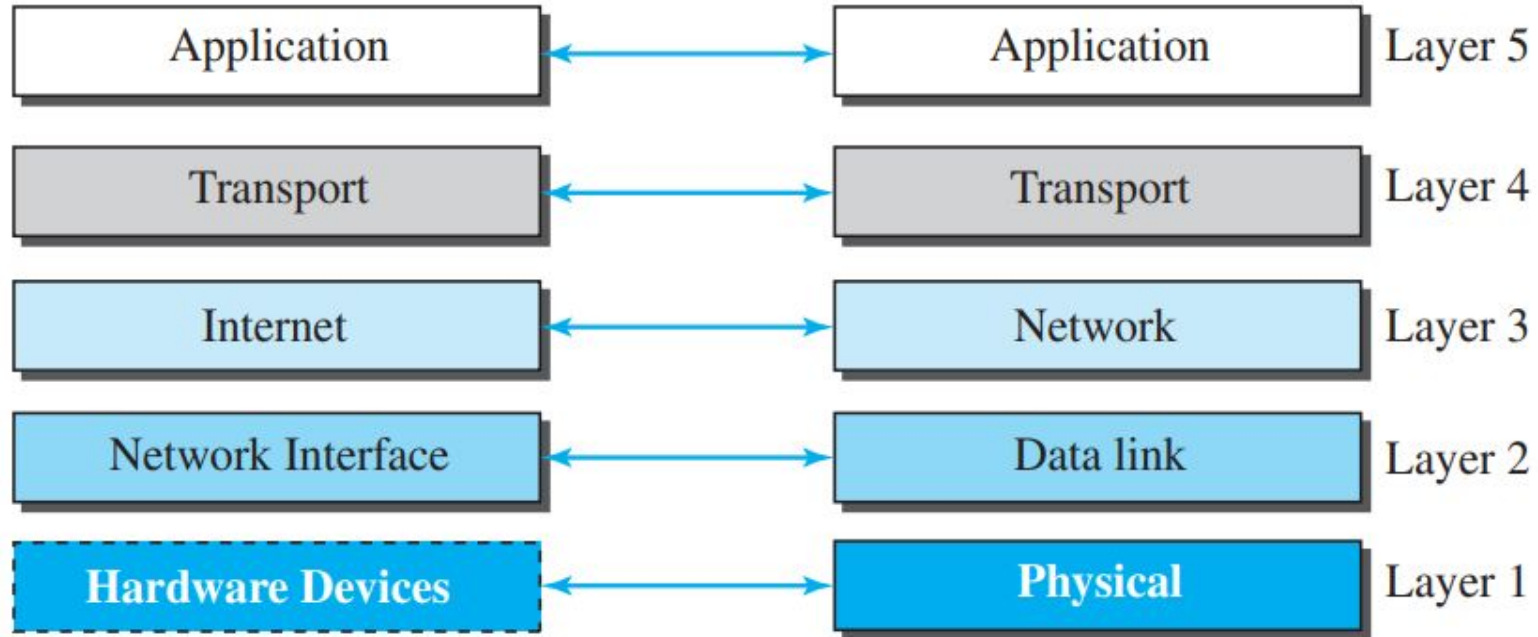 Application Application Layer 5
Transport Transport Layer 4
Internet Network Layer 3
Network Interface Data link Layer 2
Hardware Devices Physical Layer 1